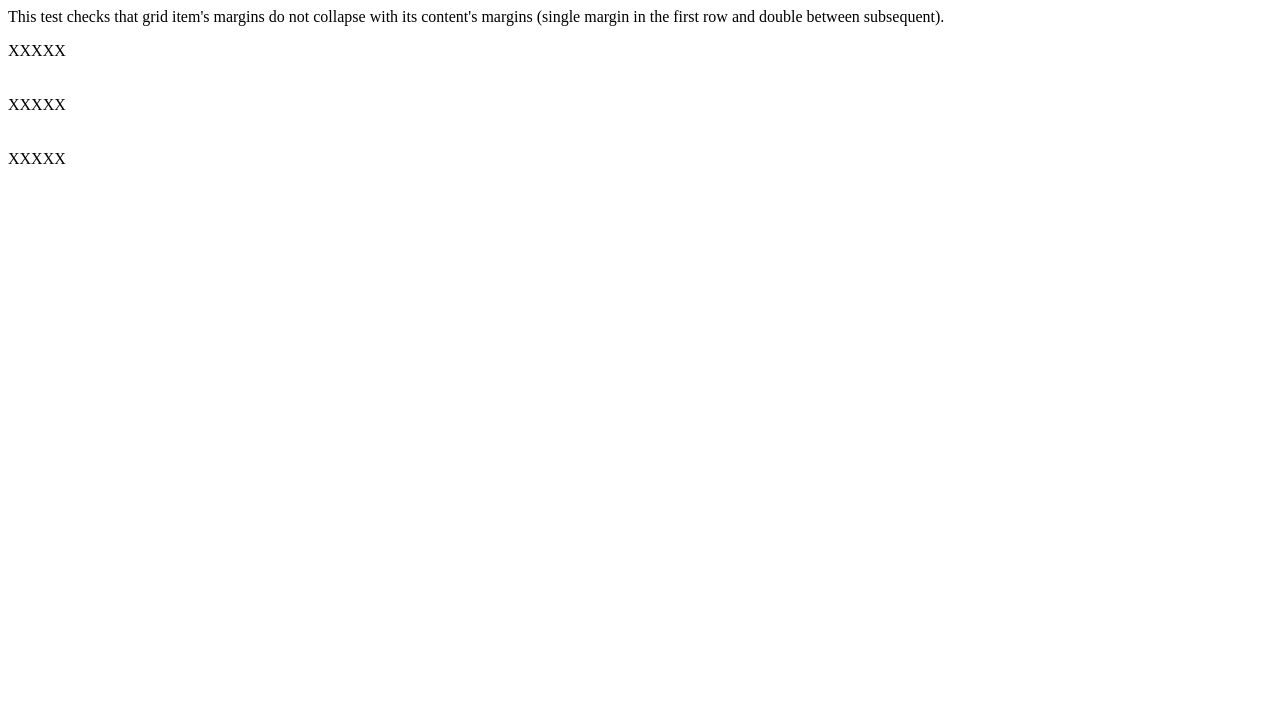 This test checks that grid item's margins do not collapse with its content's margins (single margin in the first row and double between subsequent).
XXXXX
XXXXX
XXXXX